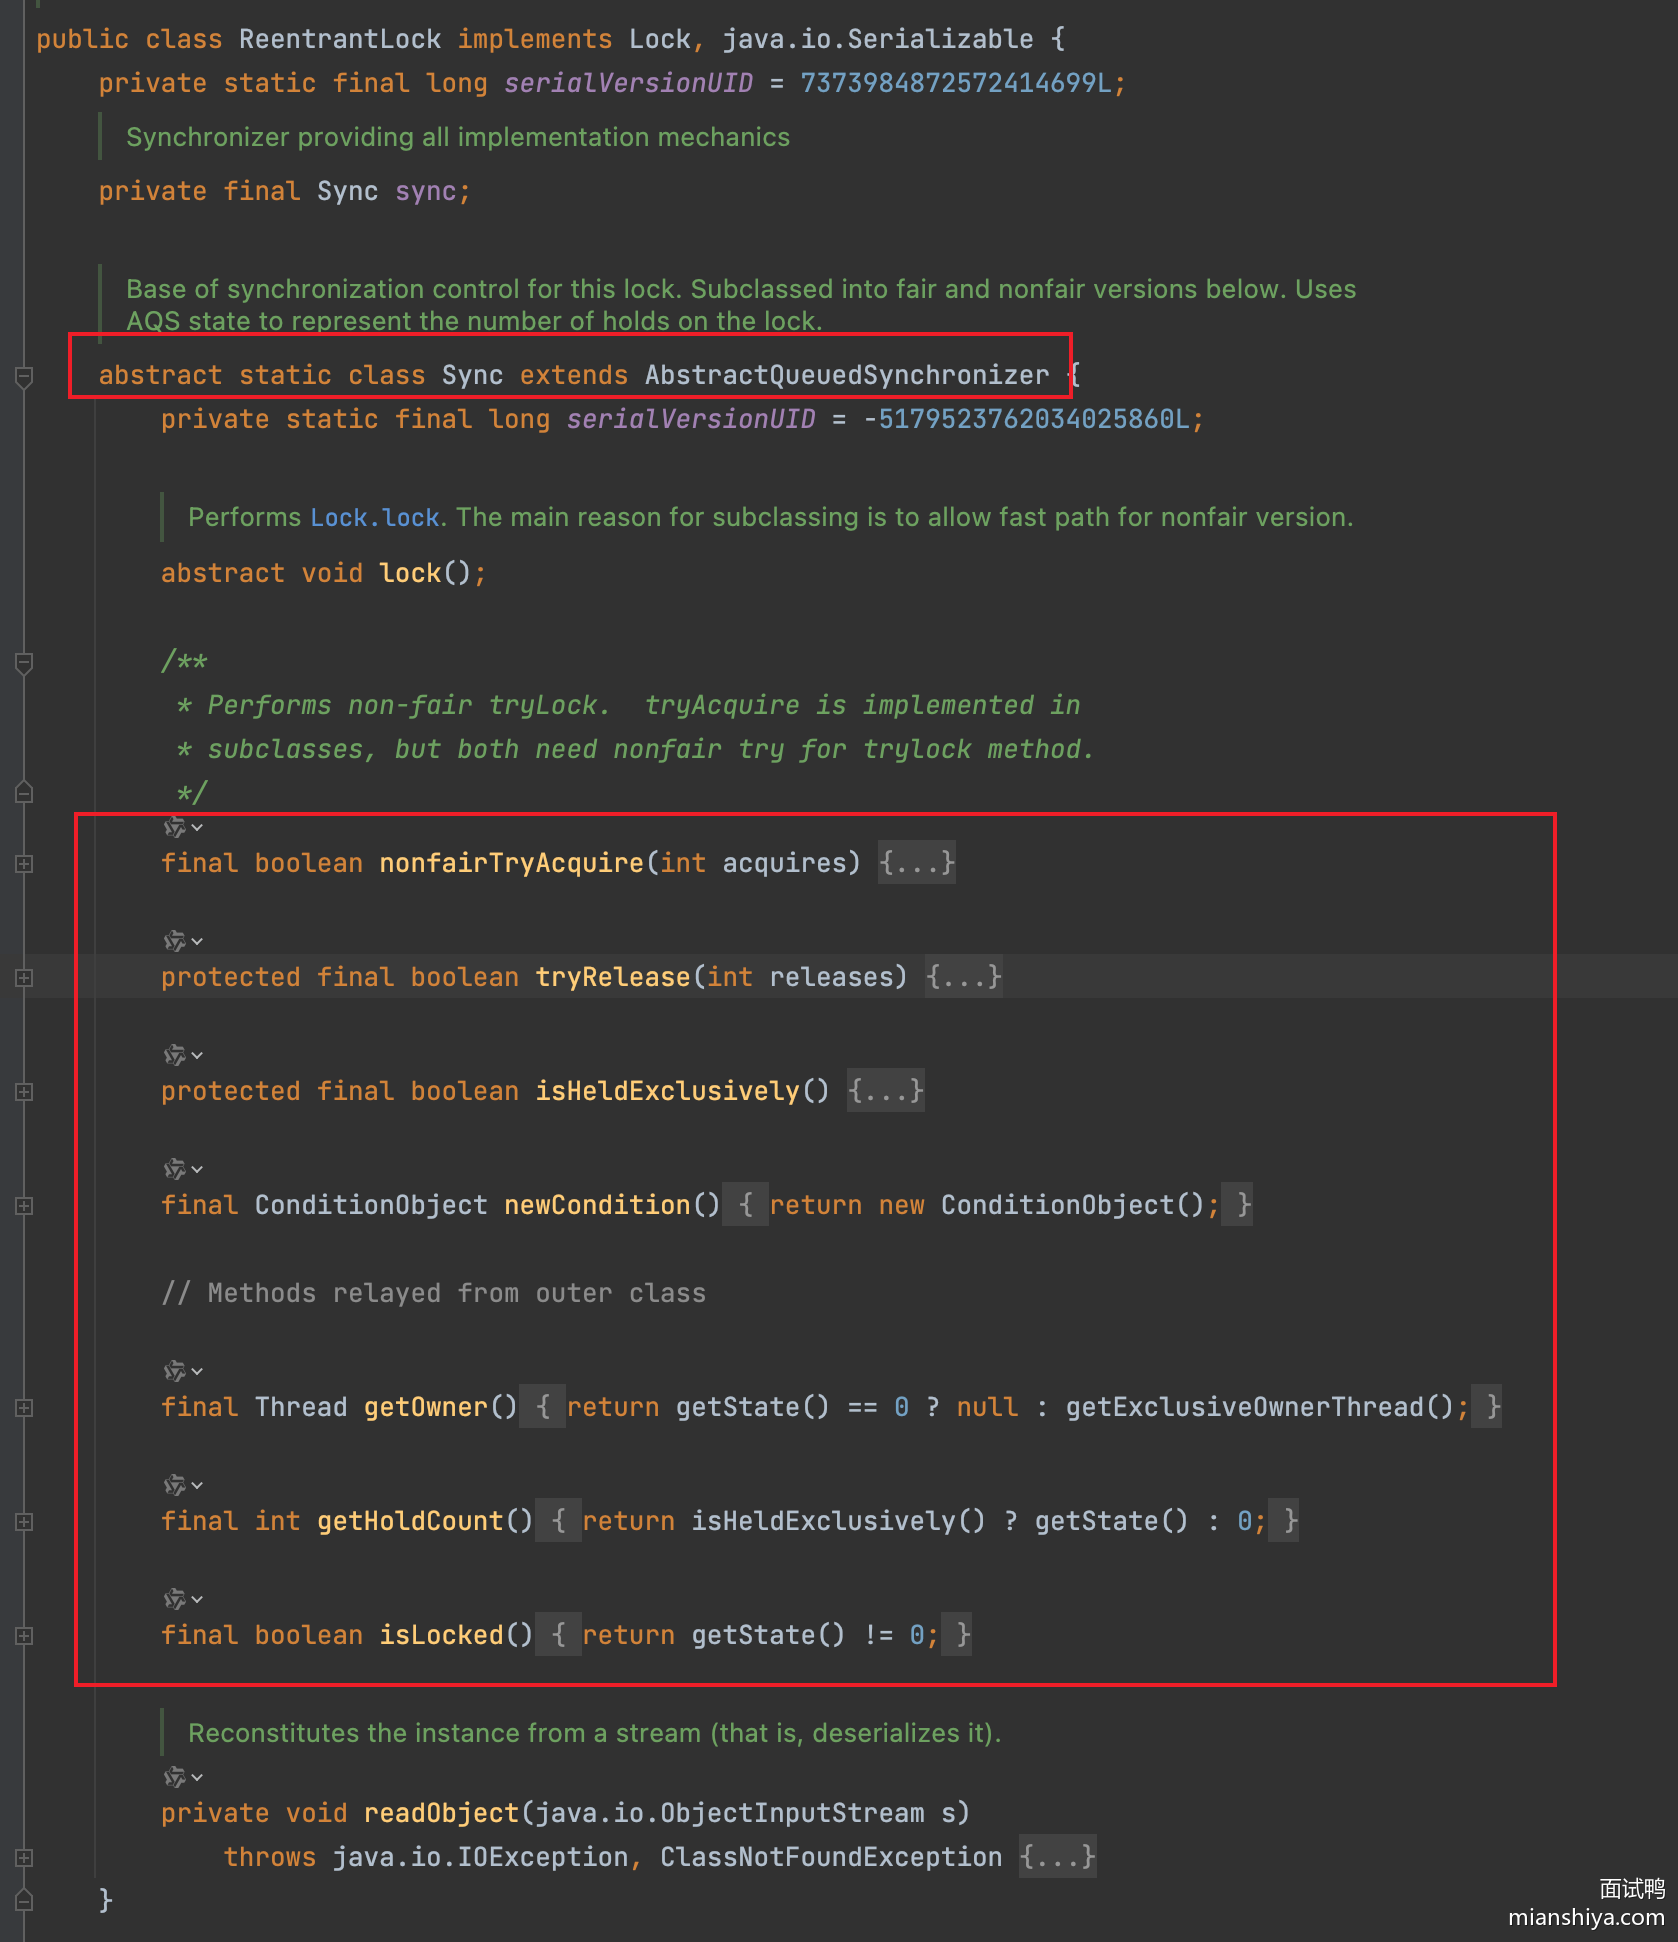 public class ReentrantLock implements Lock, java.io.Serializable {
private static final long serialVersionUID = 7373984872572414699L;
Synchronizer providing all implementation mechanics
private final Sync sync;
Base of synchronization control for this lock. Subclassed into fair and nonfair versions below. Uses
AQS state to represent the number of holds on the lock.
abstract static class Sync extends AbstractQueuedSynchronizer {
private static final long serialVersionUID = -5179523762034025860L;
Performs Lock.lock. The main reason for subclassing is to allow fast path for nonfair version.
abstract void lock();
/**
* Performs non-fair tryLock.  tryAcquire is implemented in
* subclasses, but both need nonfair try for trylock method.
*/
final boolean nonfairTryAcquire(int acquires) {...}
protected final boolean tryRelease(int releases) {...}
protected final boolean isHeldExclusively() {...}
final ConditionObject newCondition() { return new ConditionObject(); }
// Methods relayed from outer class
final Thread getOwner() { return getState() == 0 ? null : getExclusiveOwnerThread(); }
final int getHoldCount() { return isHeldExclusively() ? getState() : 0; }
final boolean isLocked() { return getState() != 0; }
Reconstitutes the instance from a stream (that is, deserializes it).
private void readObject(java.io.ObjectInputStream s)
throws java.io.IOException, ClassNotFoundException {...}
}
面试鸭
mianshiya.com